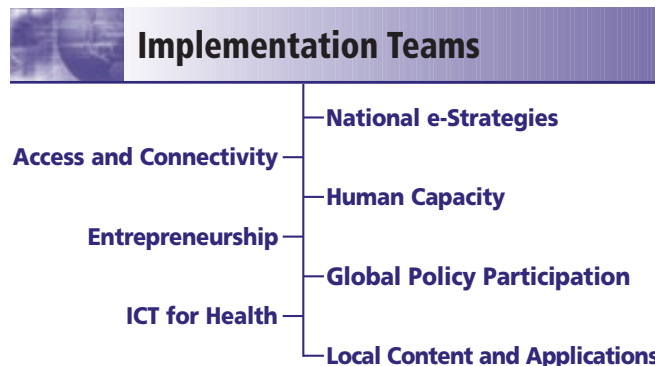 Implementation Teams
National e-Strategies
Access and Connectivity
Human Capacity
Entrepreneurship
Global Policy Participation
ICT for Health
Local Content and Applications